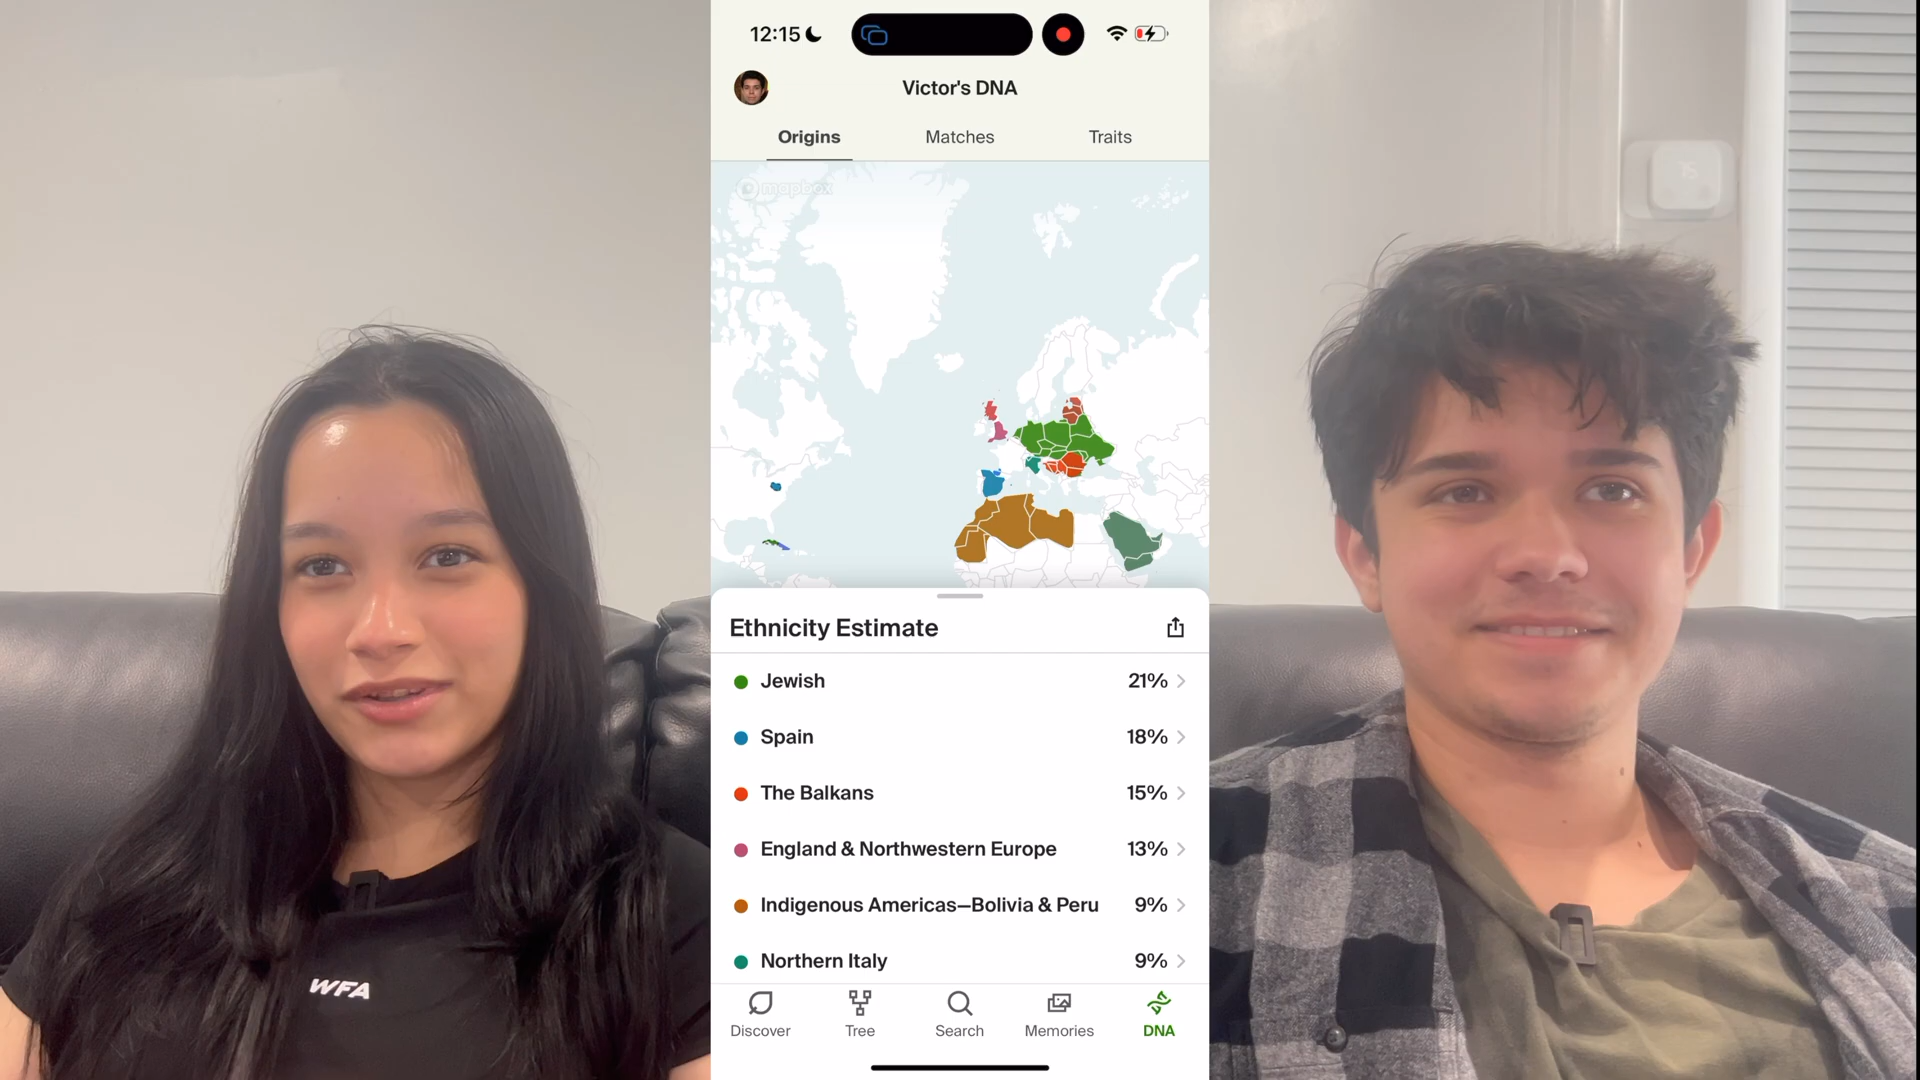 12:15
Victor's DNA
Origins Matches Traits
mapbox
Ethnicity Estimate
Jewish 21%
Spain 18%
The Balkans 15%
England & Northwestern Europe 13%
Indigenous Americas—Bolivia & Peru 9%
Northern Italy 9%
Discover Tree Search Memories DNA
WFA